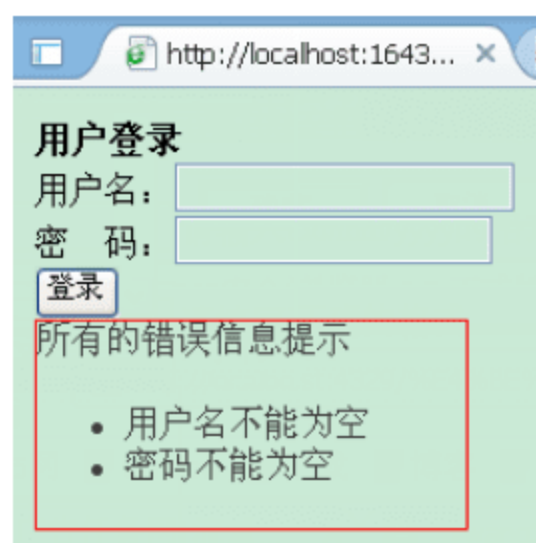 http://localhost:1643...
用户登录
用户名：
密 码：
登录
所有的错误信息提示
• 用户名不能为空
• 密码不能为空